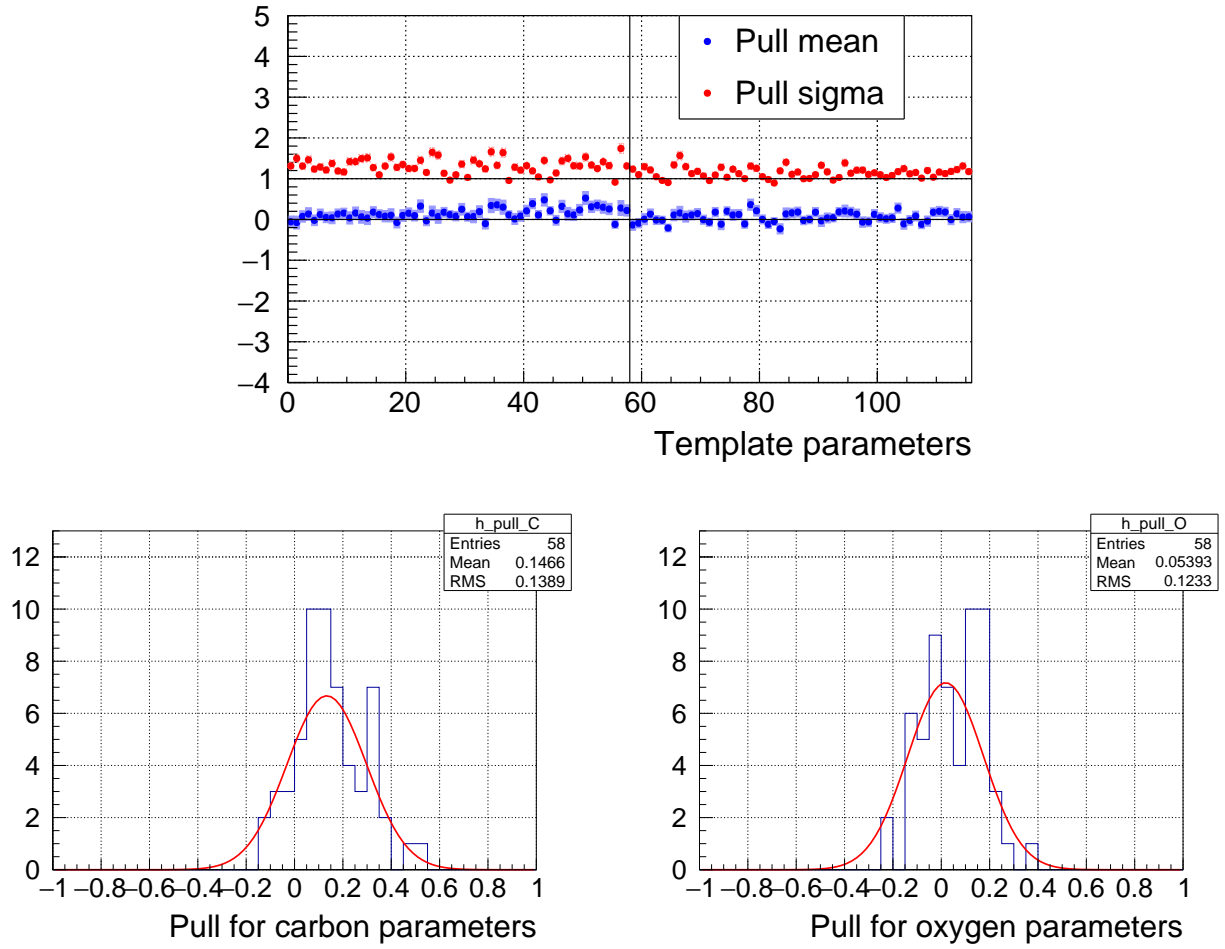 5
4
3
2
1
0
−1
−2
−3
−4
Pull mean
Pull sigma
0 20 40 60 80 100
Template parameters
h_pull_C
Entries 58
Mean 0.1466
RMS 0.1389
12
10
8
6
4
2
0
−1 −0.8 −0.6 −0.4 −0.2 0 0.2 0.4 0.6 0.8 1
Pull for carbon parameters
h_pull_O
Entries 58
Mean 0.05393
RMS 0.1233
12
10
8
6
4
2
0
−1 −0.8 −0.6 −0.4 −0.2 0 0.2 0.4 0.6 0.8 1
Pull for oxygen parameters